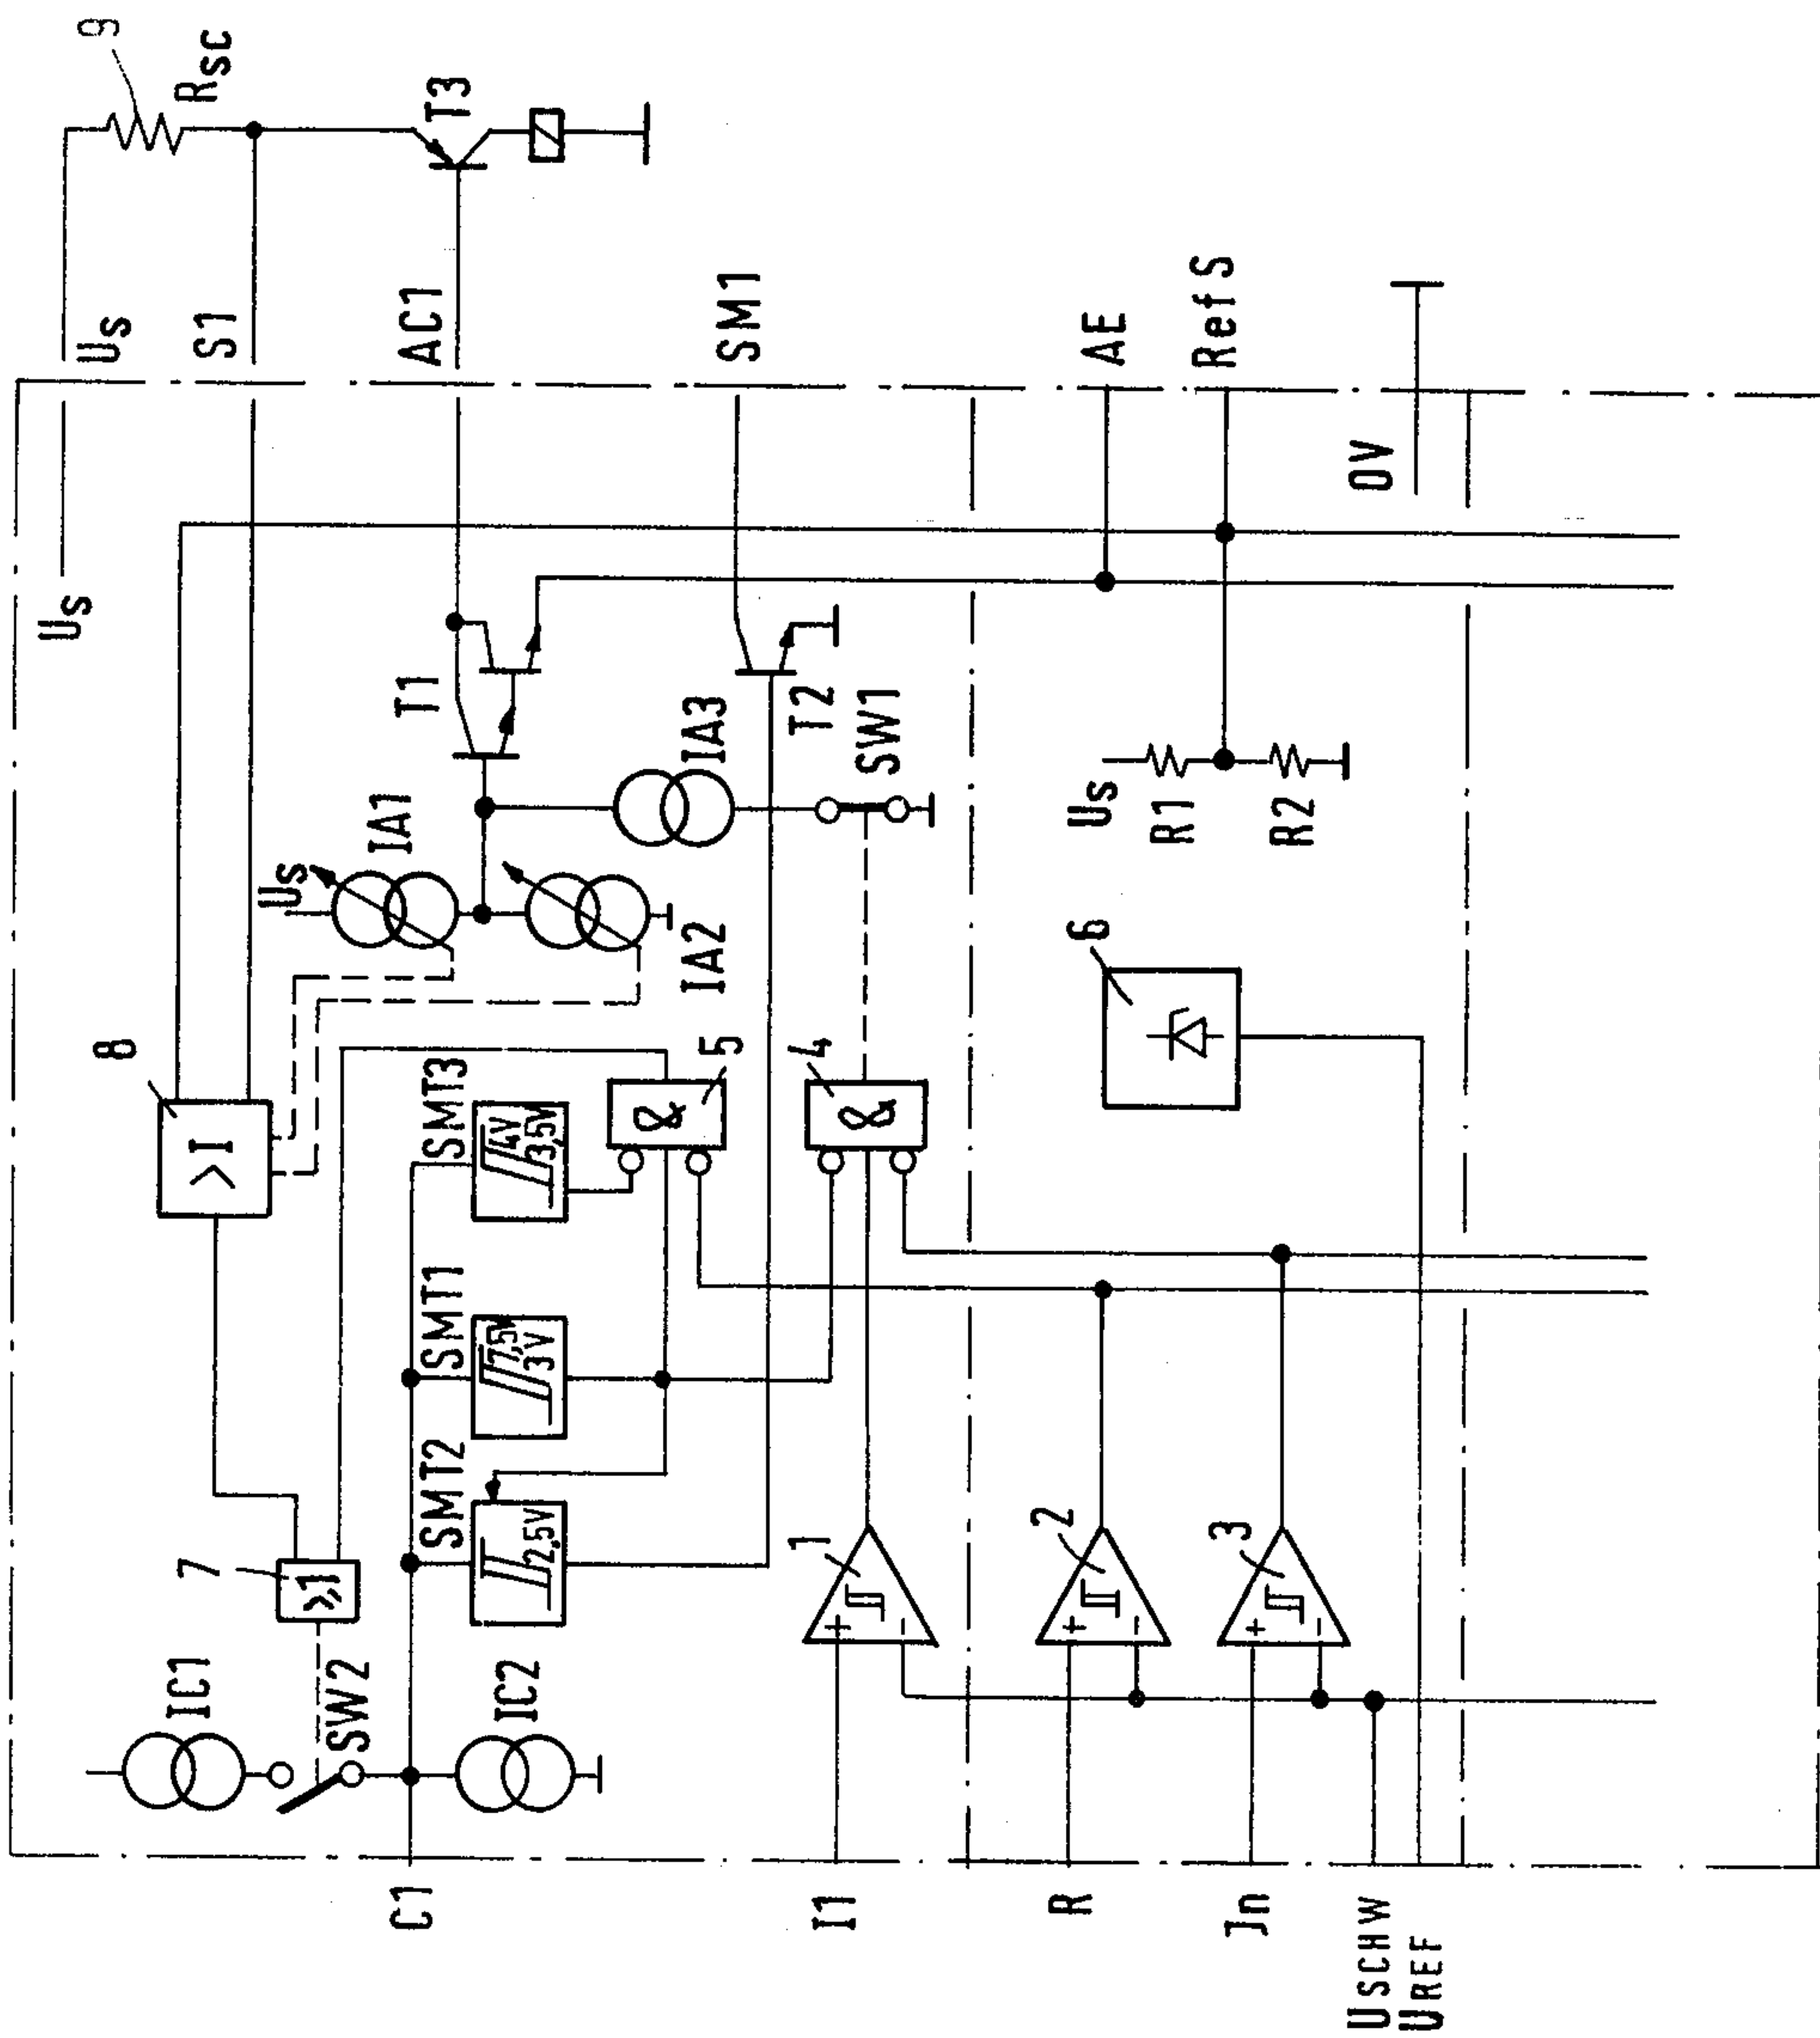 9
Us
Rsc
S1
T3
AC1
SM1
AE
Ref S
Us
0V
T1
IA1
IA3
T2
SW1
Us
IA2
Us
R1
R2
8
>I
SMT3
4V
3,5V
&
5
4
&
6
SMT1
7,5V
3V
SMT2
2,5V
7
≥1
1
+
−
2
+
−
3
+
−
IC1
SW2
IC2
C1
I1
R
Jn
USCHW
UREF